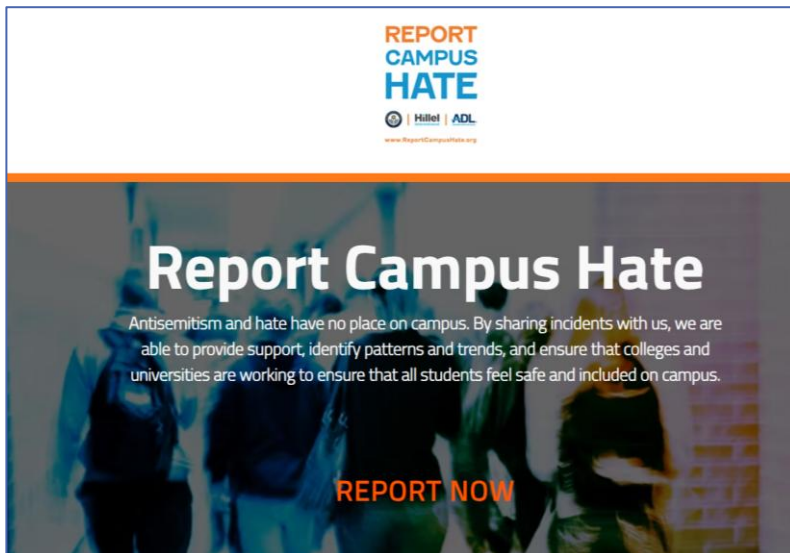 REPORT
CAMPUS
HATE
| Hillel | ADL
www.ReportCampusHate.org
Report Campus Hate
Antisemitism and hate have no place on campus. By sharing incidents with us, we are
able to provide support, identify patterns and trends, and ensure that colleges and
universities are working to ensure that all students feel safe and included on campus.
REPORT NOW